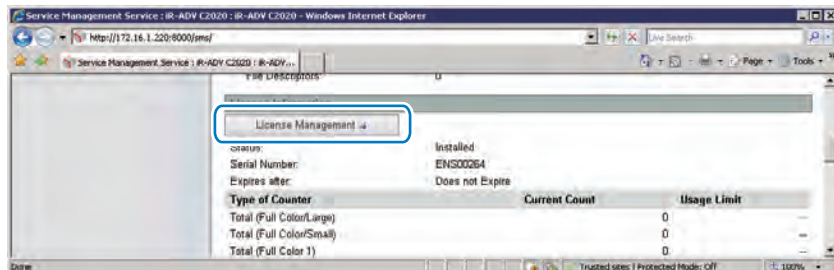 Service Management Service : iR-ADV C2020 : iR-ADV C2020 - Windows Internet Explorer
http://172.16.1.220:8000/sms/
Live Search
Service Management Service : iR-ADV C2020 : iR-ADV...
Page
Tools
File Descriptors 0
License Information
License Management
Status: Installed
Serial Number: ENS00264
Expires after: Does not Expire
Type of Counter Current Count Usage Limit
Total (Full Color/Large) 0 ---
Total (Full Color/Small) 0 ---
Total (Full Color 1) 0 ---
Done Trusted sites | Protected Mode: Off 100%